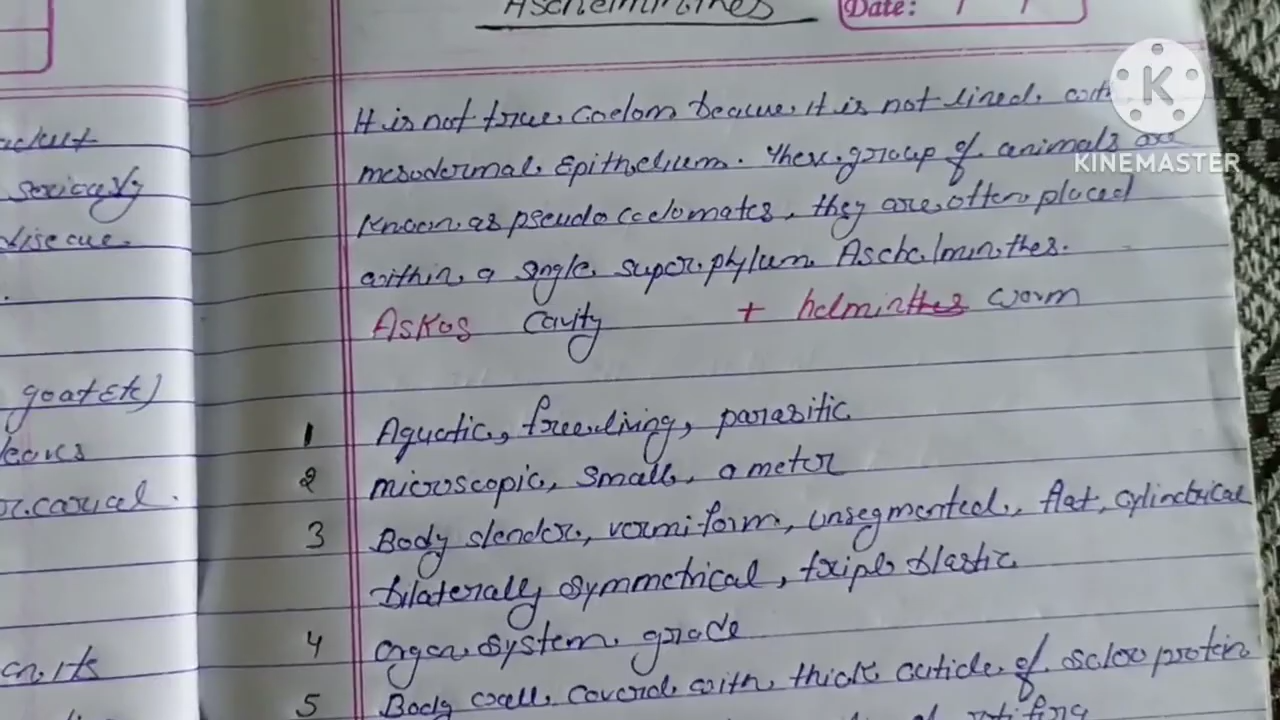 Aschelminthes
Date: / /
It is not true Coelom because it is not lined with
mesodermal Epithelium. These group of animals are
Known as pseudo coelomates, they are often placed
within a single super phylum Aschelminthes.
Askos Cavity + helminthes worm
1 Aquatic, freeliving, parasitic
2 microscopic, small, a meter
3 Body slender, vermiform, unsegmented, flat, cylindrical
bilaterally symmetrical, triploblastic
4 organ system grade
5 Body wall covered with thick cuticle of scleroprotein
seriously
disease
goat Etc)
KINEMASTER